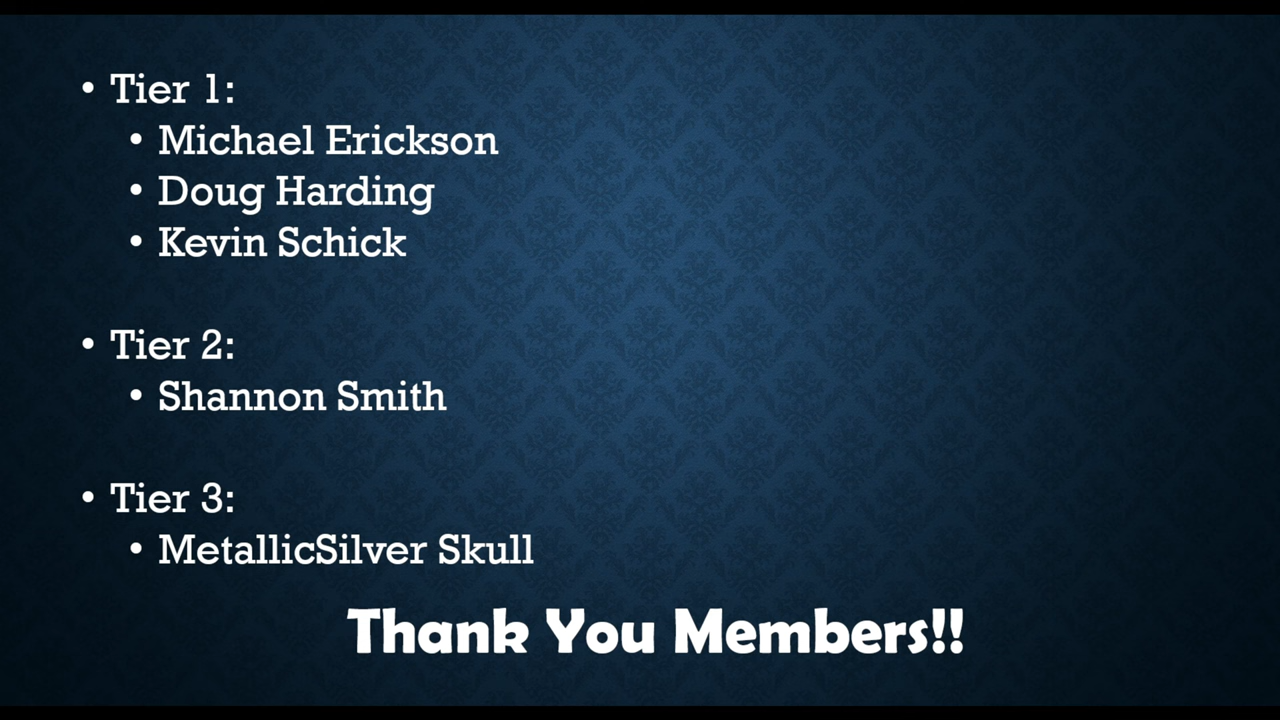 • Tier 1:
• Michael Erickson
• Doug Harding
• Kevin Schick
• Tier 2:
• Shannon Smith
• Tier 3:
• MetallicSilver Skull
Thank You Members!!